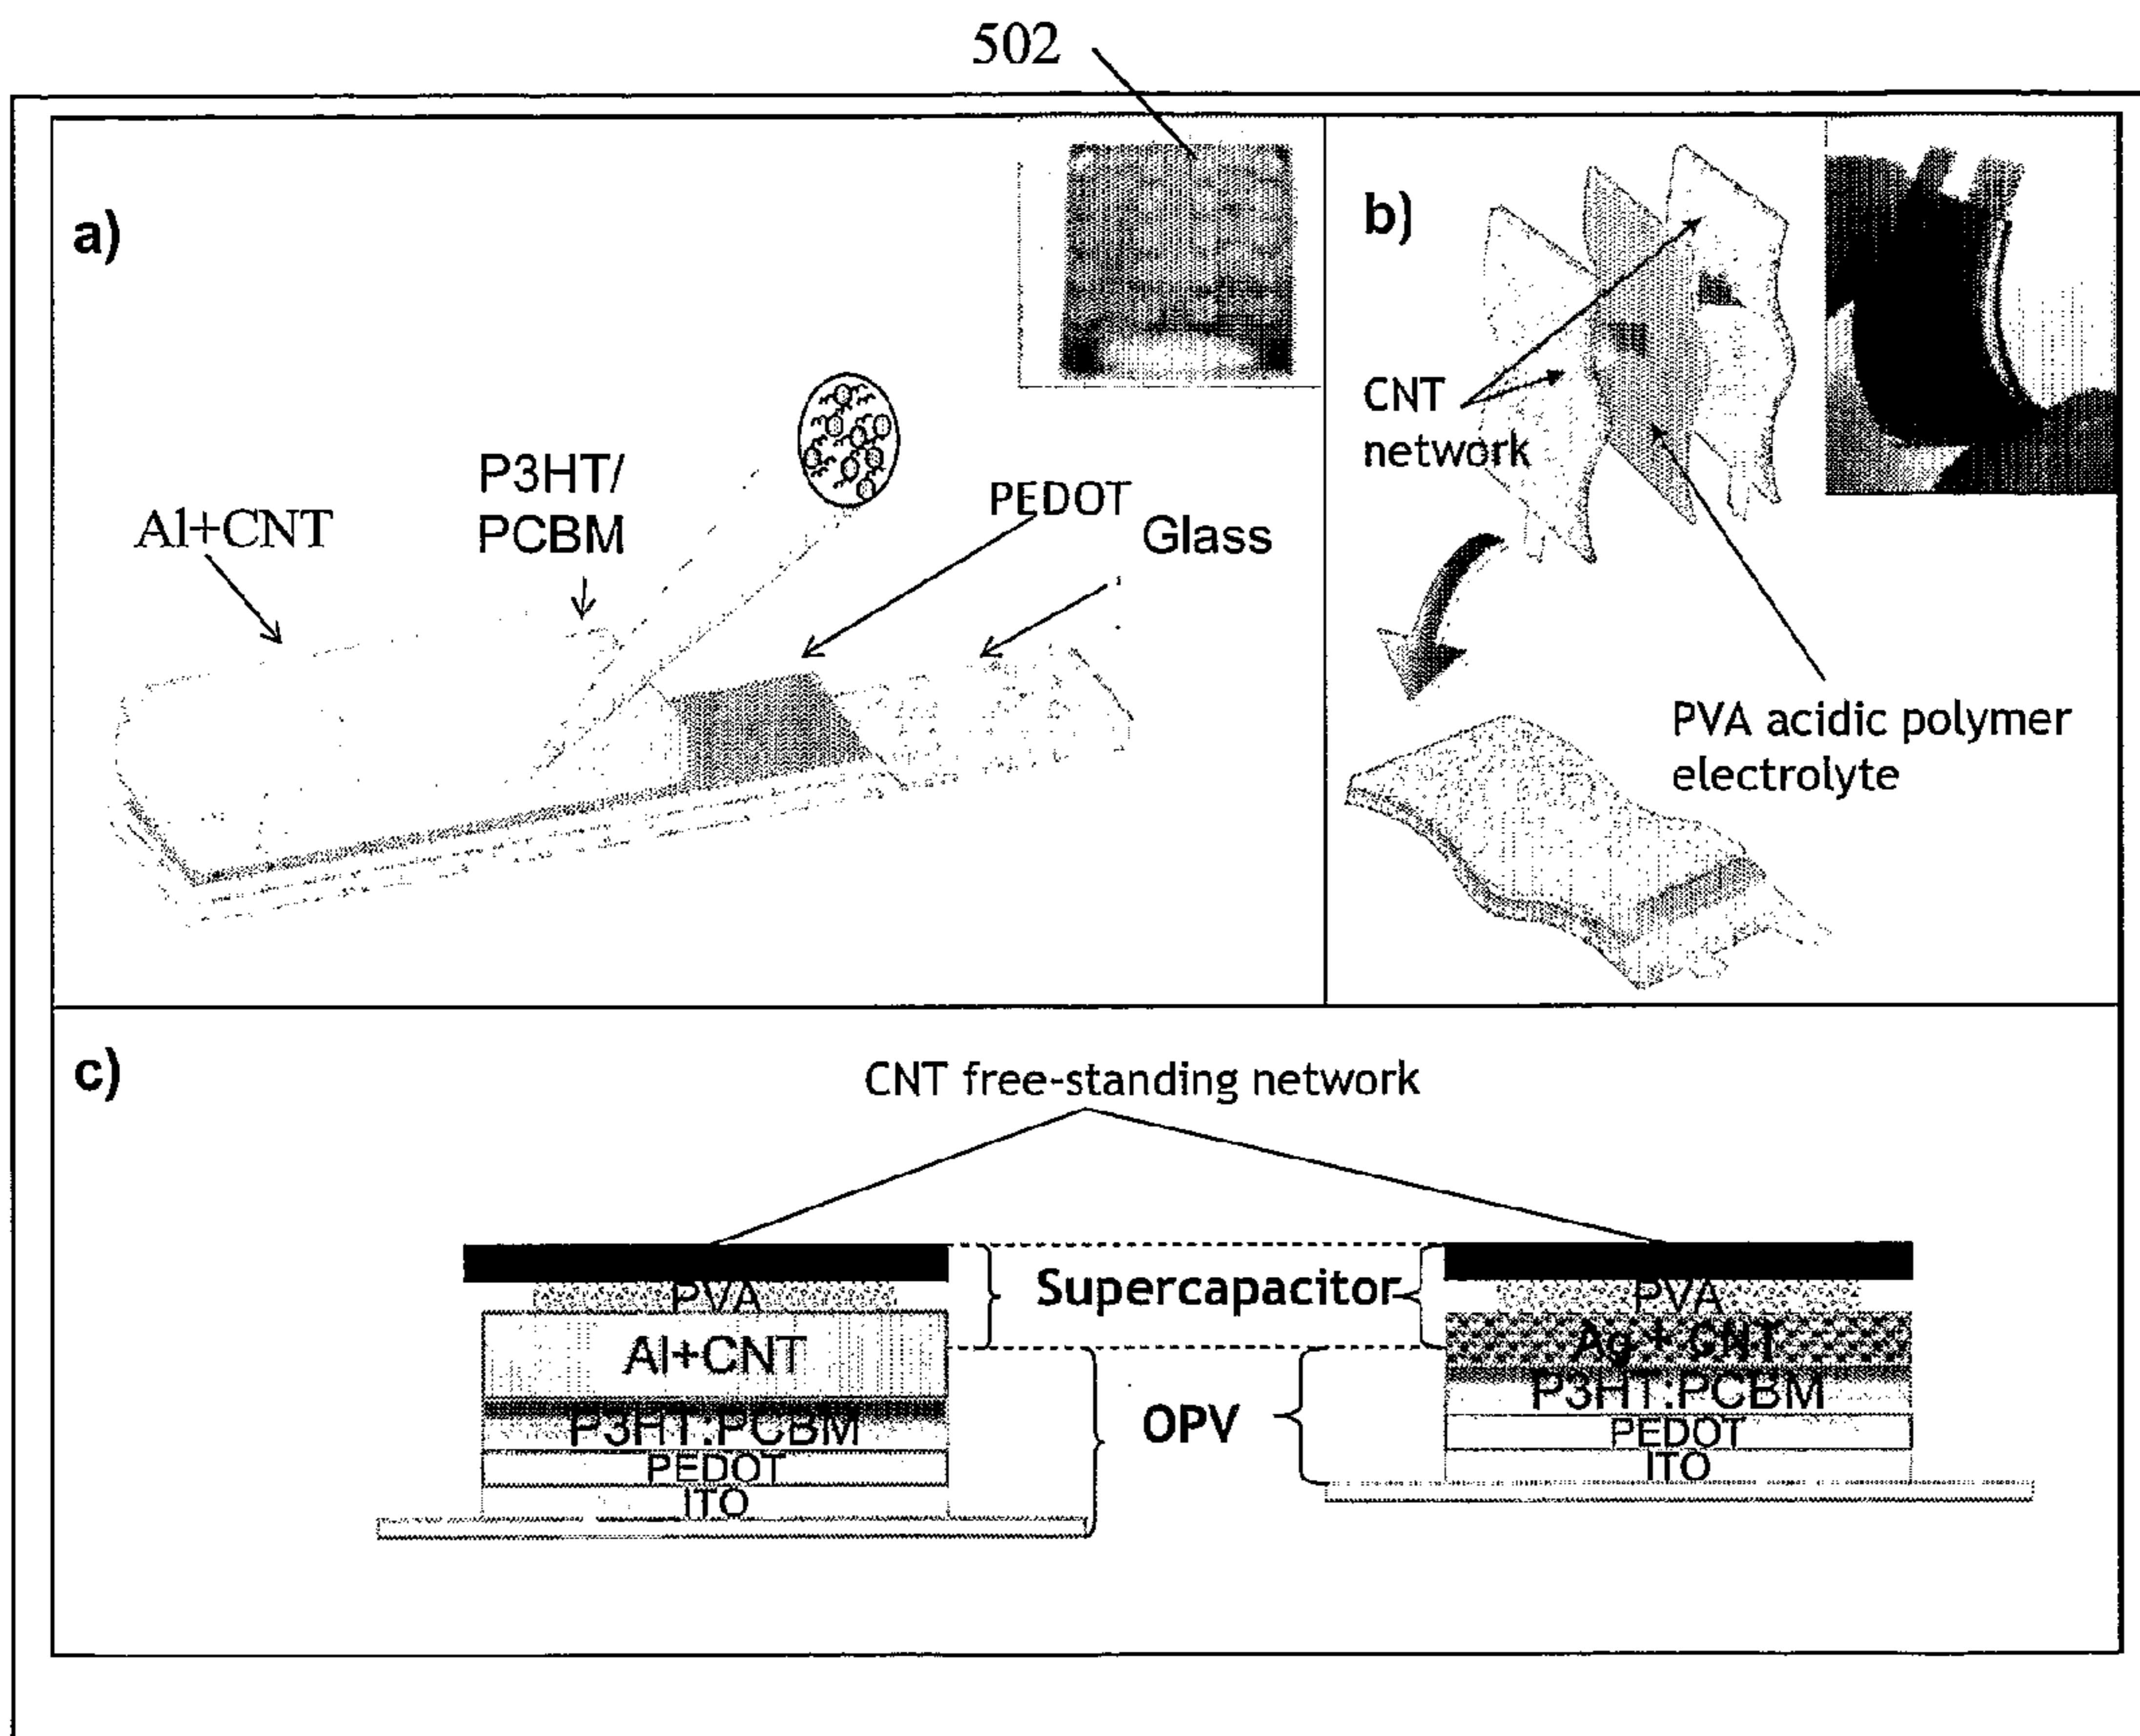 502
a)
P3HT/
PCBM
Al+CNT
PEDOT
Glass
b)
CNT
network
PVA acidic polymer
electrolyte
c)
CNT free-standing network
Supercapacitor
OPV
PVA
Al+CNT
P3HT:PCBM
PEDOT
ITO
PVA
Ag + CNT
P3HT:PCBM
PEDOT
ITO